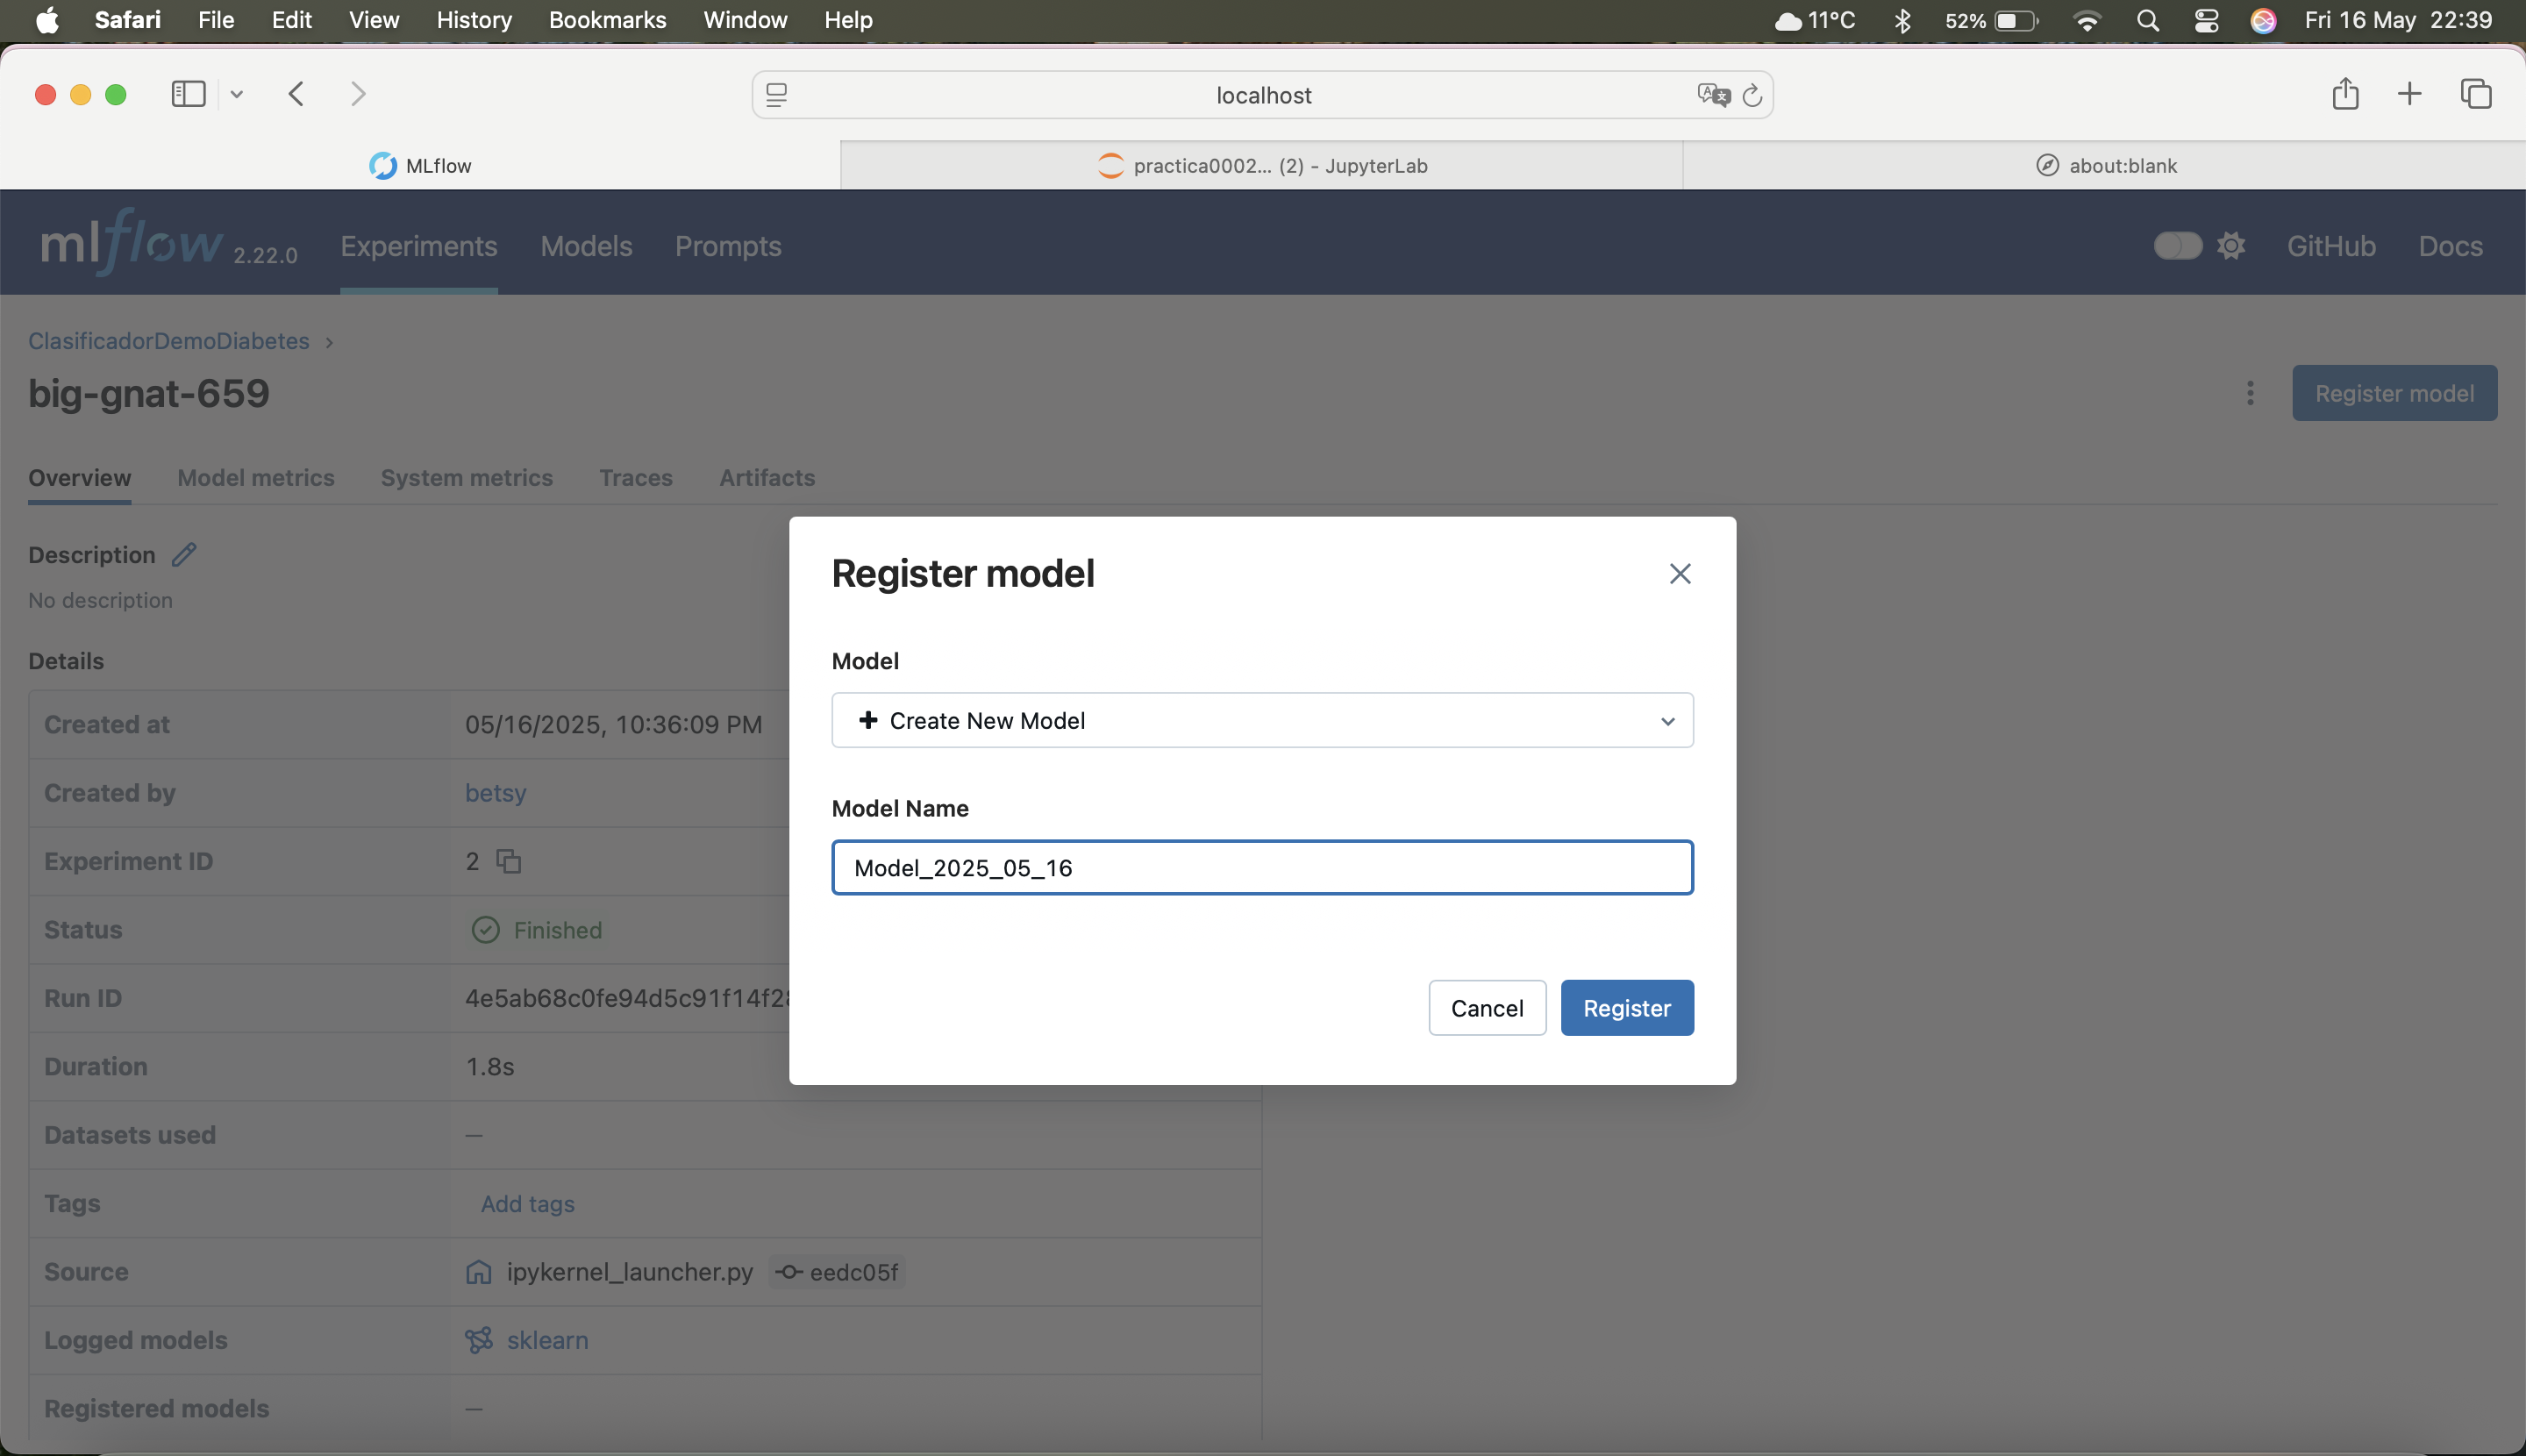 Safari File Edit View History Bookmarks Window Help 11°C 52% Fri 16 May 22:39
localhost
MLflow practica0002... (2) - JupyterLab about:blank
mlflow 2.22.0 Experiments Models Prompts GitHub Docs
ClasificadorDemoDiabetes
big-gnat-659 Register model
Overview Model metrics System metrics Traces Artifacts
Description
No description
Details
Created at 05/16/2025, 10:36:09 PM
Created by betsy
Experiment ID 2
Status Finished
Run ID 4e5ab68c0fe94d5c91f14f2
Duration 1.8s
Datasets used —
Tags Add tags
Source ipykernel_launcher.py eedc05f
Logged models sklearn
Registered models —
Register model
Model
Create New Model
Model Name
Model_2025_05_16
Cancel Register